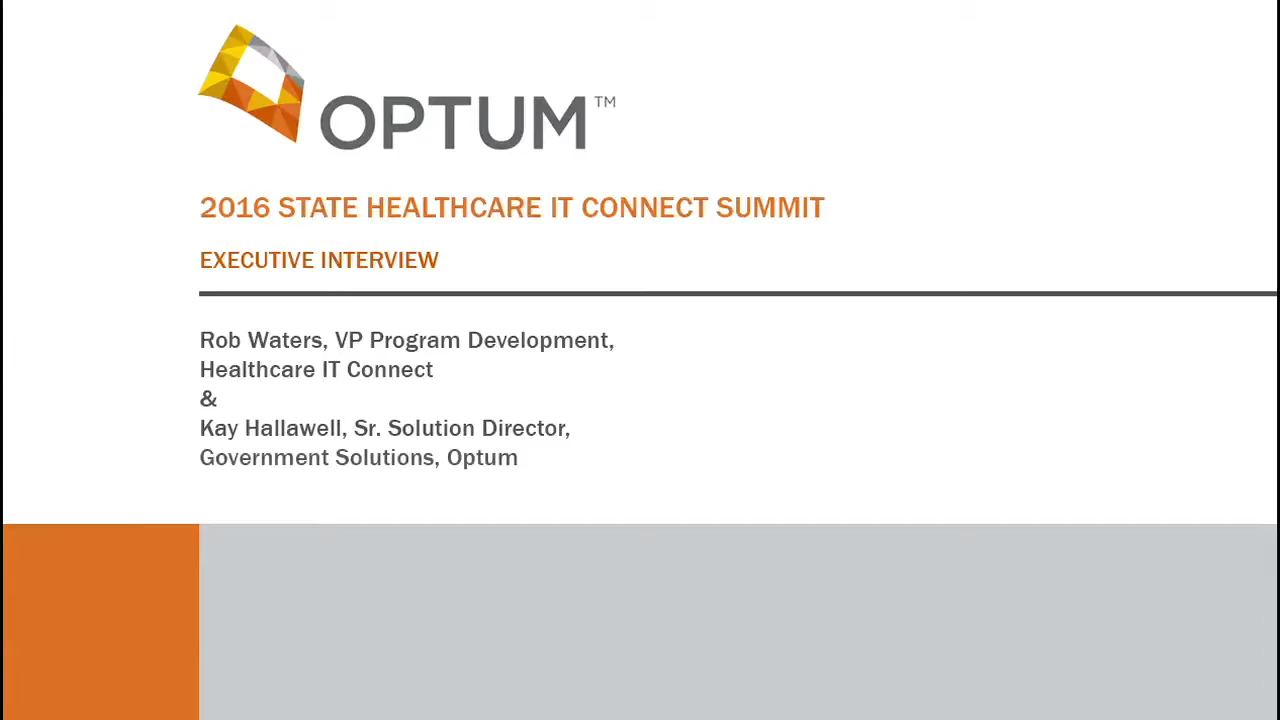 OPTUM™
2016 STATE HEALTHCARE IT CONNECT SUMMIT
EXECUTIVE INTERVIEW
Rob Waters, VP Program Development,
Healthcare IT Connect
&
Kay Hallawell, Sr. Solution Director,
Government Solutions, Optum